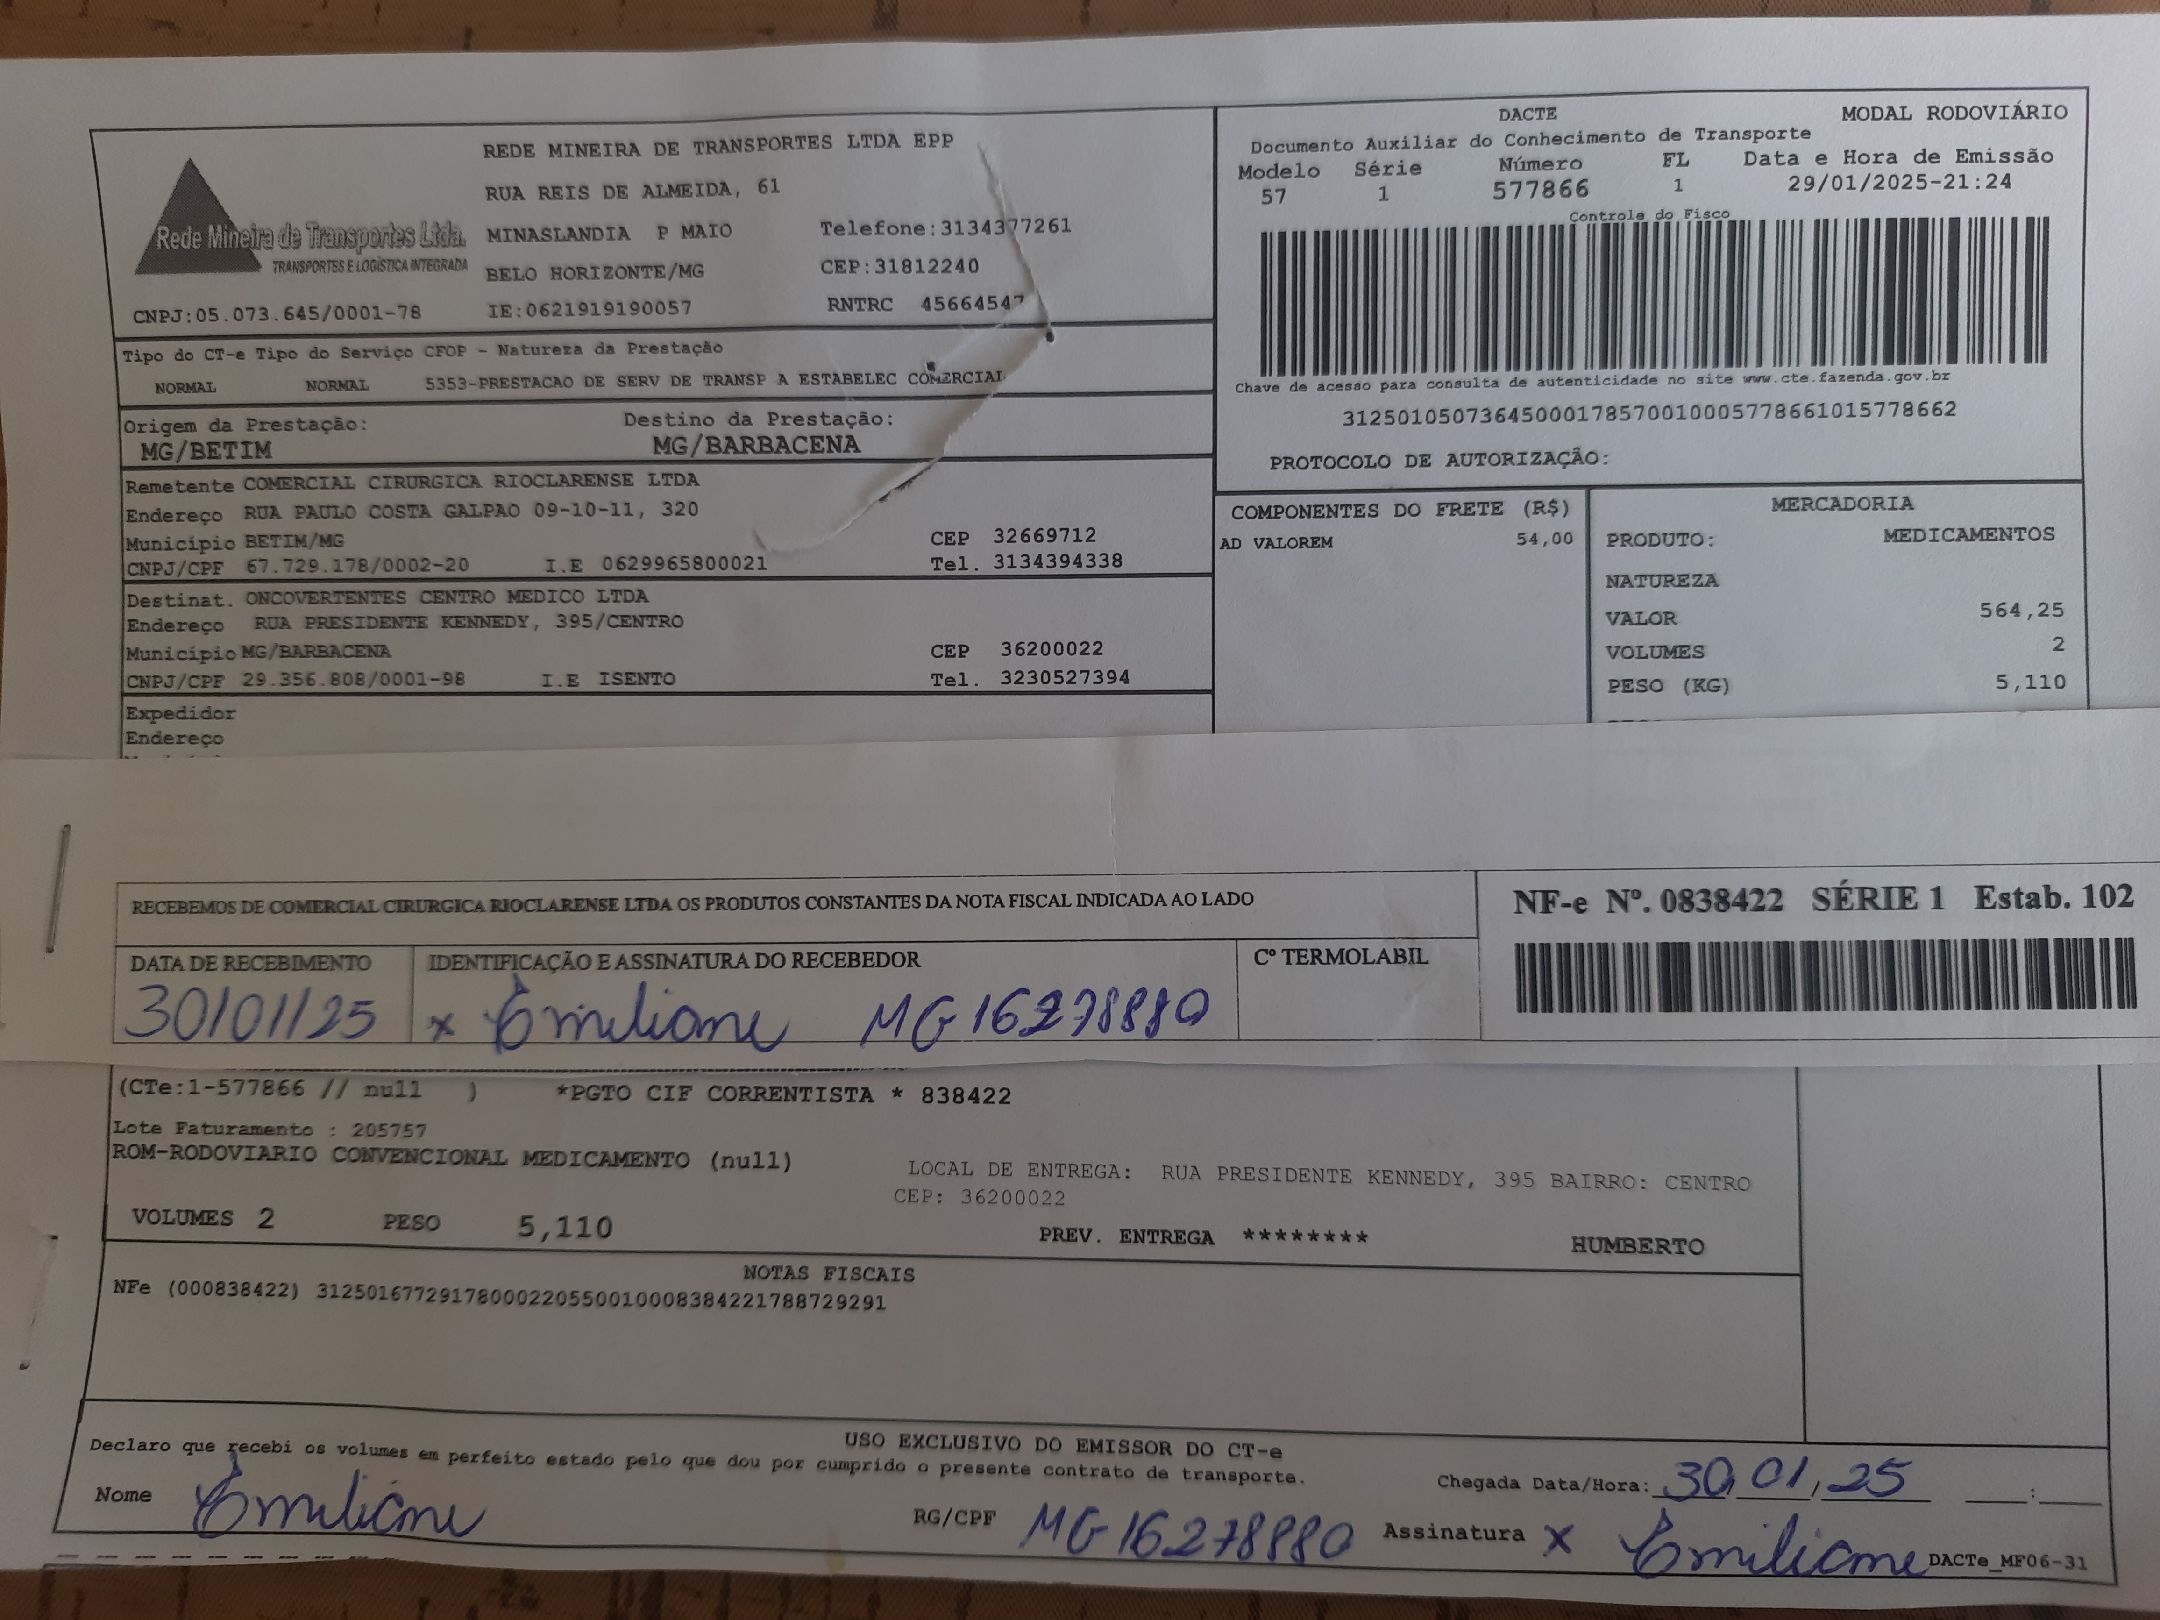 REDE MINEIRA DE TRANSPORTES LTDA EPP
RUA REIS DE ALMEIDA, 61
MINASLANDIA P MAIO Telefone:3134377261
BELO HORIZONTE/MG CEP:31812240
CNPJ:05.073.645/0001-78 IE:0621919190057 RNTRC 45664547
Rede Mineira de Transportes Ltda.
TRANSPORTES E LOGÍSTICA INTEGRADA
DACTE MODAL RODOVIÁRIO
Documento Auxiliar do Conhecimento de Transporte
Modelo Série Número FL Data e Hora de Emissão
57 1 577866 1 29/01/2025-21:24
Controle do Fisco
Chave de acesso para consulta de autenticidade no site www.cte.fazenda.gov.br
31250105073645000178570010005778661015778662
PROTOCOLO DE AUTORIZAÇÃO:
Tipo do CT-e Tipo do Serviço CFOP - Natureza da Prestação
NORMAL NORMAL 5353-PRESTACAO DE SERV DE TRANSP A ESTABELEC COMERCIAL
Origem da Prestação: Destino da Prestação:
MG/BETIM MG/BARBACENA
Remetente COMERCIAL CIRURGICA RIOCLARENSE LTDA
Endereço RUA PAULO COSTA GALPAO 09-10-11, 320
Município BETIM/MG CEP 32669712
CNPJ/CPF 67.729.178/0002-20 I.E 0629965800021 Tel. 3134394338
Destinat. ONCOVERTENTES CENTRO MEDICO LTDA
Endereço RUA PRESIDENTE KENNEDY, 395/CENTRO
Município MG/BARBACENA CEP 36200022
CNPJ/CPF 29.356.808/0001-98 I.E ISENTO Tel. 3230527394
Expedidor
Endereço
COMPONENTES DO FRETE (R$)
AD VALOREM 54,00
MERCADORIA
PRODUTO: MEDICAMENTOS
NATUREZA
VALOR 564,25
VOLUMES 2
PESO (KG) 5,110
RECEBEMOS DE COMERCIAL CIRURGICA RIOCLARENSE LTDA OS PRODUTOS CONSTANTES DA NOTA FISCAL INDICADA AO LADO
NF-e Nº. 0838422 SÉRIE 1 Estab. 102
DATA DE RECEBIMENTO IDENTIFICAÇÃO E ASSINATURA DO RECEBEDOR Cº TERMOLABIL
30/01/25 x Emiliane MG16278880
(CTe:1-577866 // null ) *PGTO CIF CORRENTISTA * 838422
Lote Faturamento : 205757
ROM-RODOVIARIO CONVENCIONAL MEDICAMENTO (null)
LOCAL DE ENTREGA: RUA PRESIDENTE KENNEDY, 395 BAIRRO: CENTRO
CEP: 36200022
VOLUMES 2 PESO 5,110 PREV. ENTREGA ******** HUMBERTO
NOTAS FISCAIS
NFe (000838422) 31250167729178000220550010008384221788729291
USO EXCLUSIVO DO EMISSOR DO CT-e
Declaro que recebi os volumes em perfeito estado pelo que dou por cumprido o presente contrato de transporte.
Chegada Data/Hora: 30,01,25 :
Nome Emiliane RG/CPF MG16278880 Assinatura x Emiliane
DACTe_MF06-31